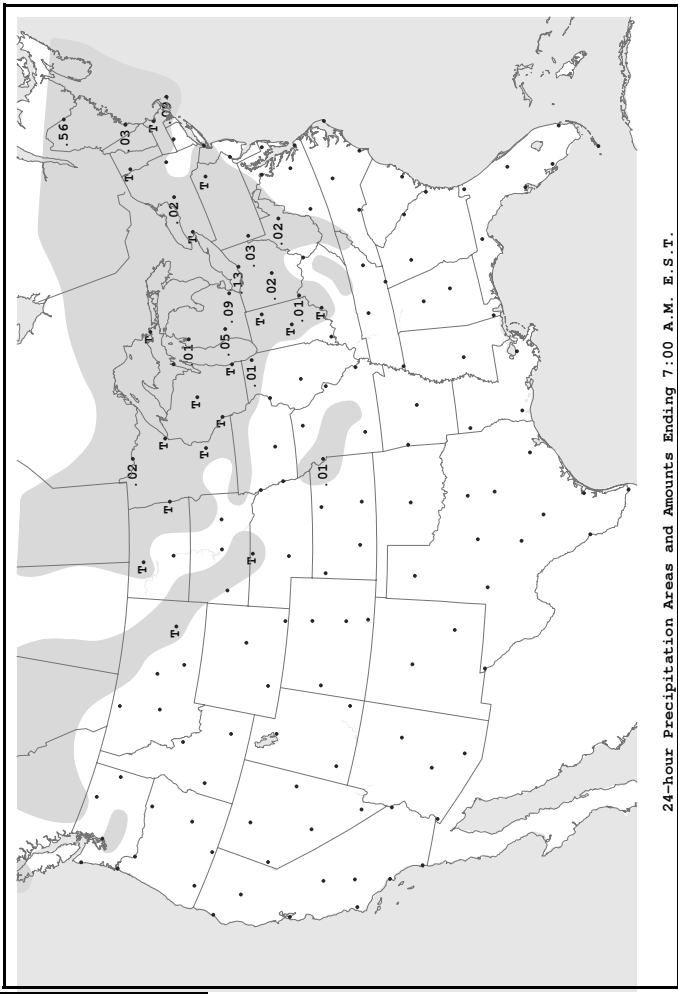 .56
.03
T
.02
T
T
T
T
.09
T
.02
T
.01
T
T
T
T
T
.05
.09
T
.13
.03
.01
T
T
.02
.02
T
.01
T
.01
24-hour Precipitation Areas and Amounts Ending 7:00 A.M. E.S.T.